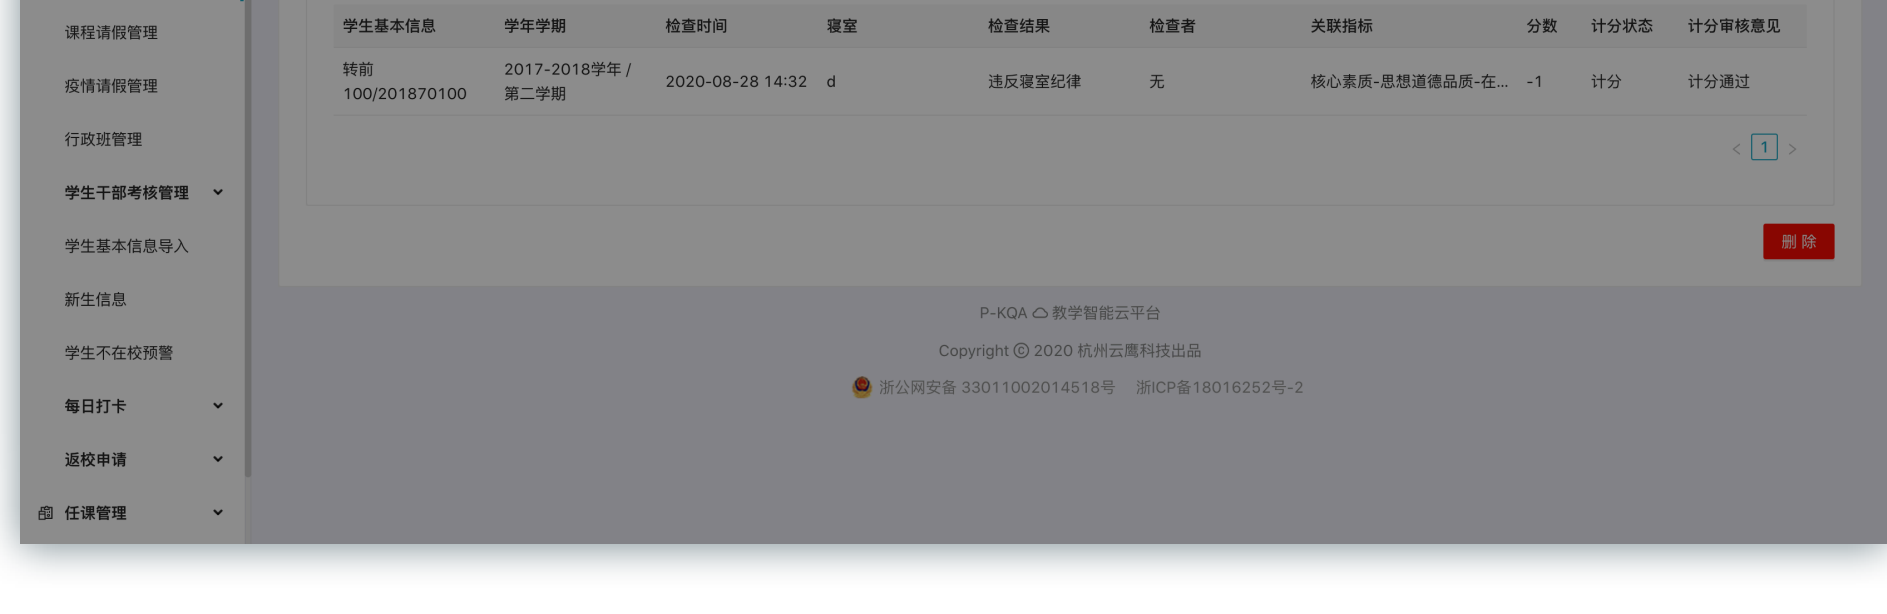 课程请假管理
疫情请假管理
行政班管理
学生干部考核管理
学生基本信息导入
新生信息
学生不在校预警
每日打卡
返校申请
任课管理
学生基本信息 学年学期 检查时间 寝室 检查结果 检查者 关联指标 分数 计分状态 计分审核意见
转前 2017-2018学年 / 2020-08-28 14:32 d 违反寝室纪律 无 核心素质-思想道德品质-在... -1 计分 计分通过
100/201870100 第二学期
< 1 >
删 除
P-KQA 教学智能云平台
Copyright © 2020 杭州云鹰科技出品
浙公网安备 33011002014518号 浙ICP备18016252号-2